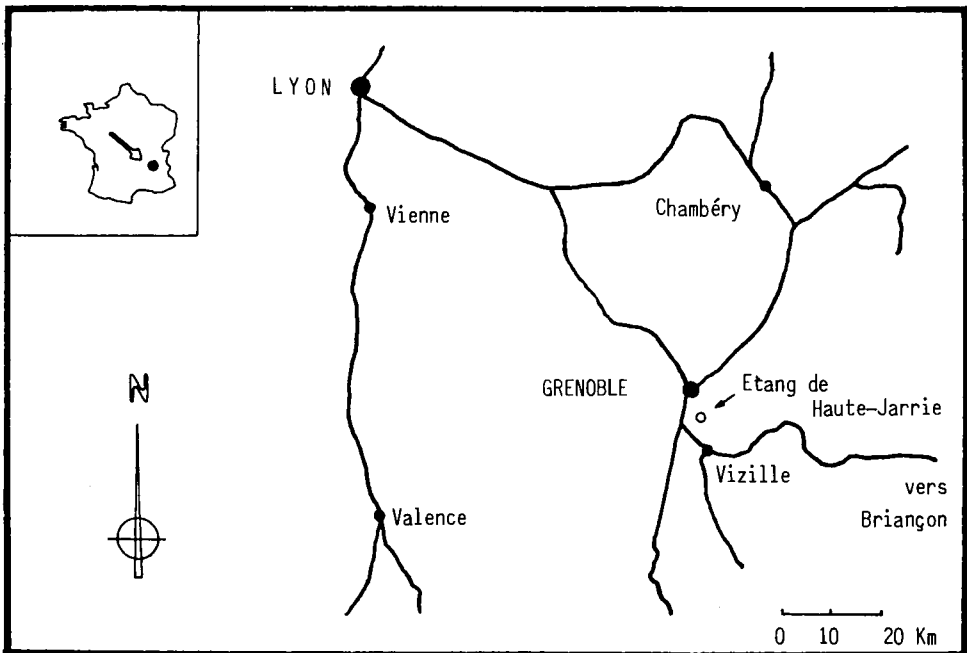 LYON
Vienne
Chambéry
N
GRENOBLE
Etang de
Haute-Jarrie
Vizille
vers
Briançon
Valence
0 10 20 Km